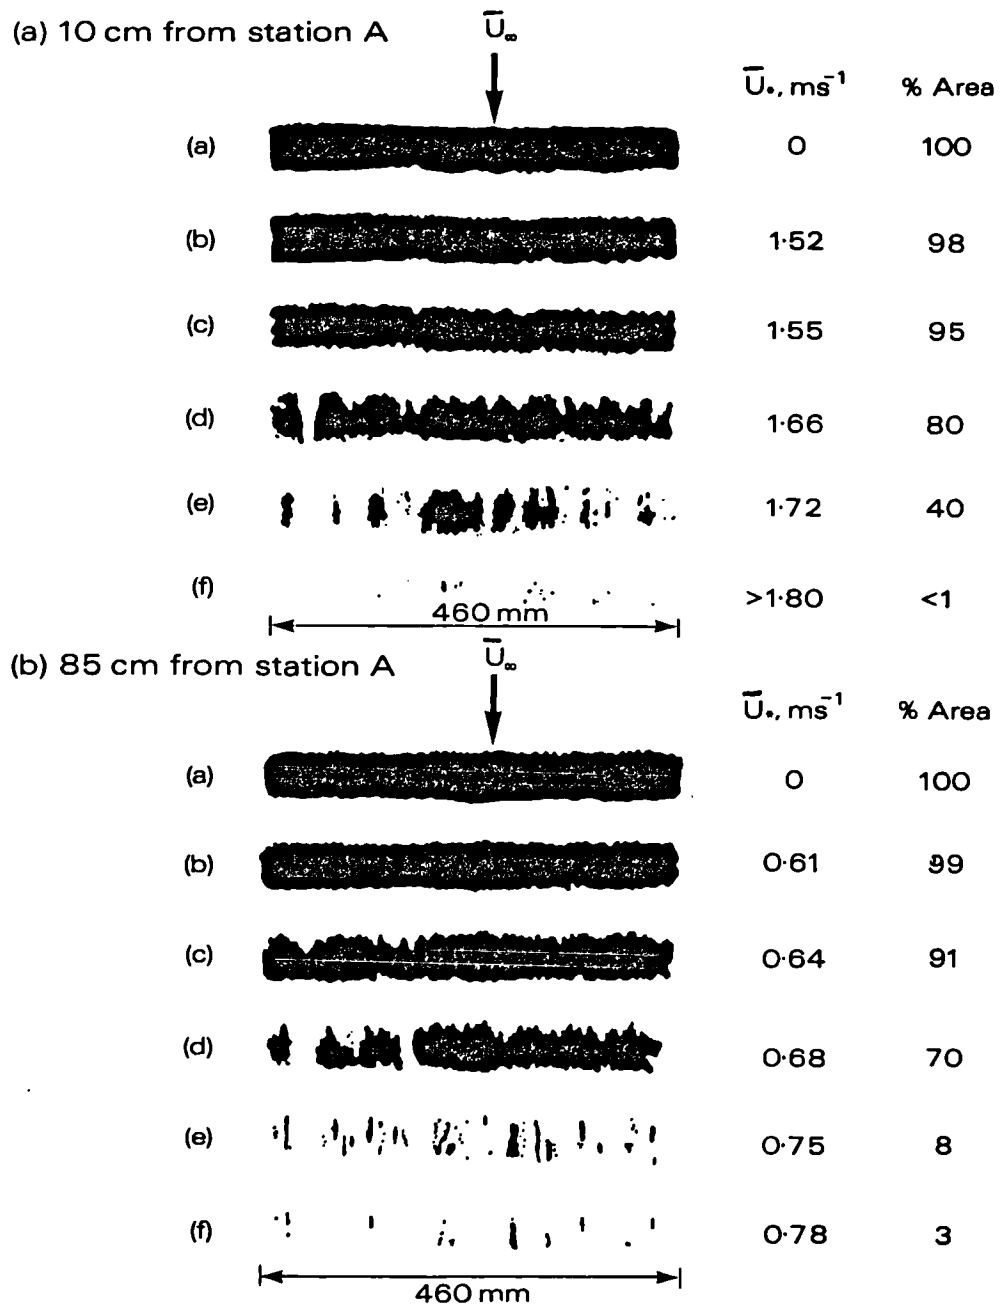 (a) 10 cm from station A U̅∞
U̅*, ms⁻¹ % Area
(a) 0 100
(b) 1·52 98
(c) 1·55 95
(d) 1·66 80
(e) 1·72 40
(f) >1·80 <1
460 mm
(b) 85 cm from station A U̅∞
U̅*, ms⁻¹ % Area
(a) 0 100
(b) 0·61 99
(c) 0·64 91
(d) 0·68 70
(e) 0·75 8
(f) 0·78 3
460 mm